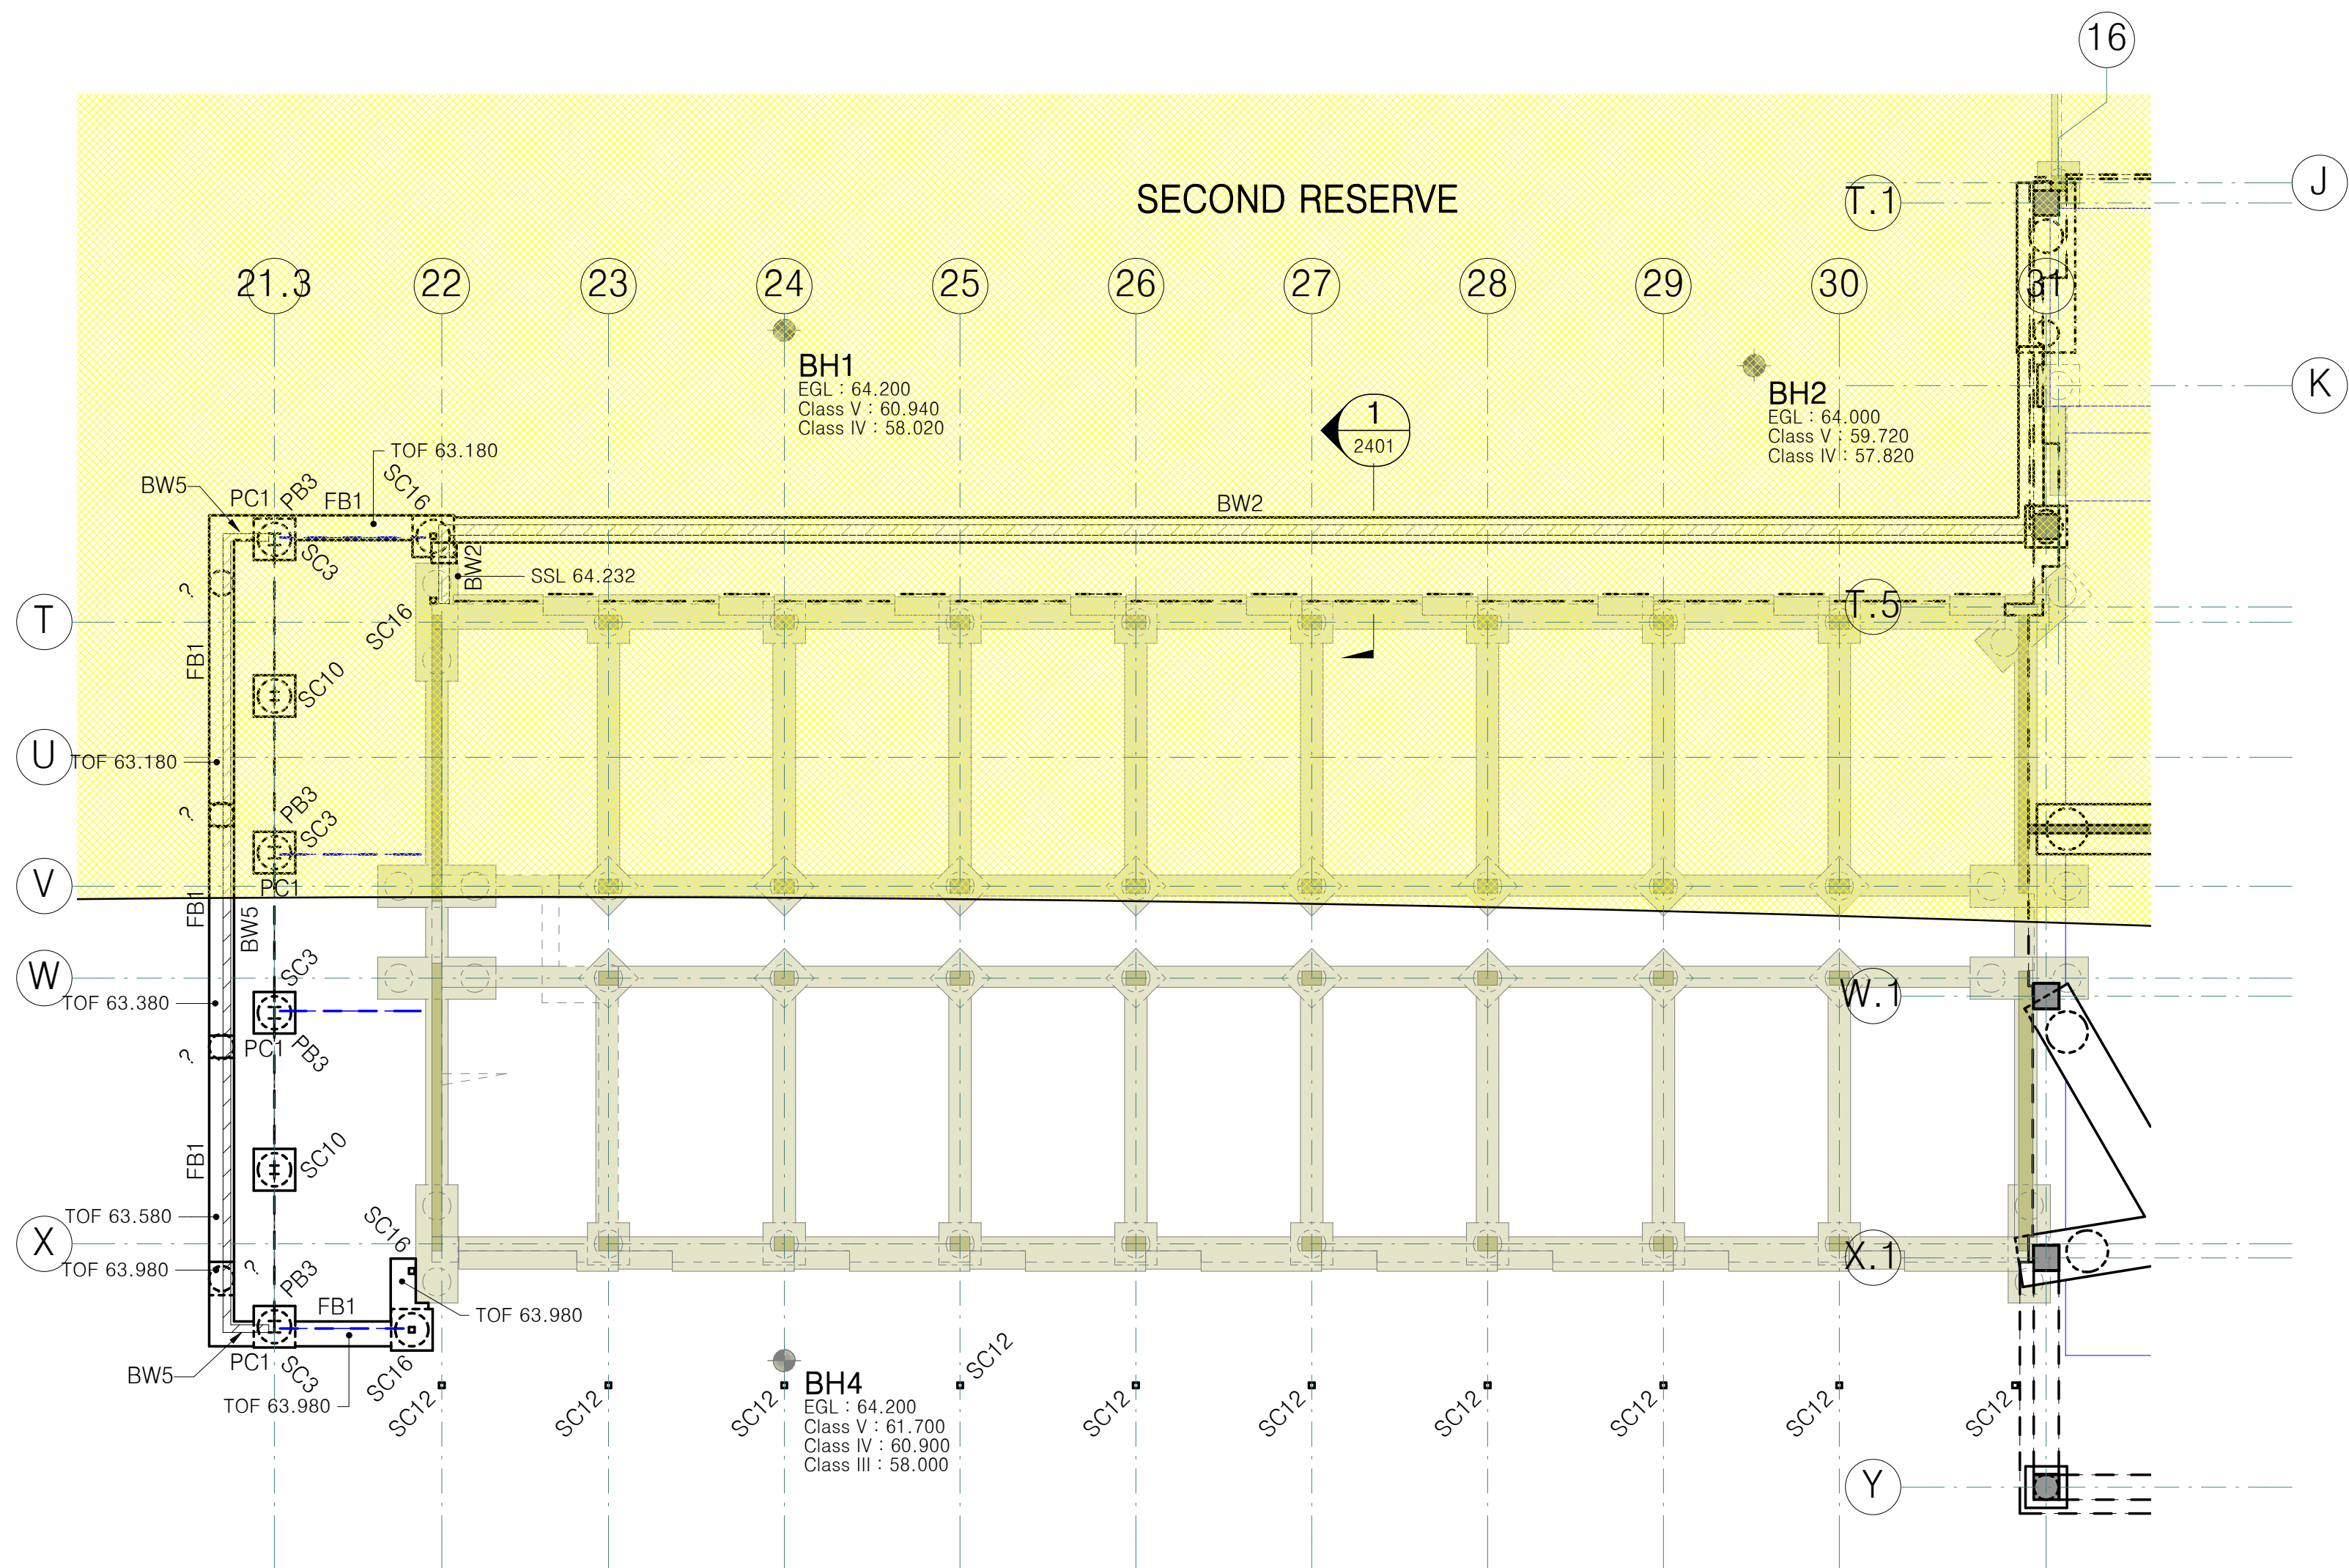 16
SECOND RESERVE
T.1
J
21.3
22
23
24
25
26
27
28
29
30
31
BH1
EGL : 64.200
Class V : 60.940
Class IV : 58.020
1
2401
BH2
EGL : 64.000
Class V : 59.720
Class IV : 57.820
K
TOF 63.180
BW5
PC1
PB3
FB1
SC16
BW2
SC3
BW2
SSL 64.232
?
T
SC16
T.5
FB1
SC10
U
TOF 63.180
?
PB3
SC3
V
PC1
FB1
BW5
W
SC3
TOF 63.380
W.1
?
PC1
PB3
FB1
SC10
TOF 63.580
SC16
X
X.1
TOF 63.980
?
PB3
FB1
TOF 63.980
BW5
PC1
SC3
SC16
TOF 63.980
SC12
SC12
SC12
SC12
SC12
SC12
SC12
SC12
SC12
SC12
BH4
EGL : 64.200
Class V : 61.700
Class IV : 60.900
Class III : 58.000
Y